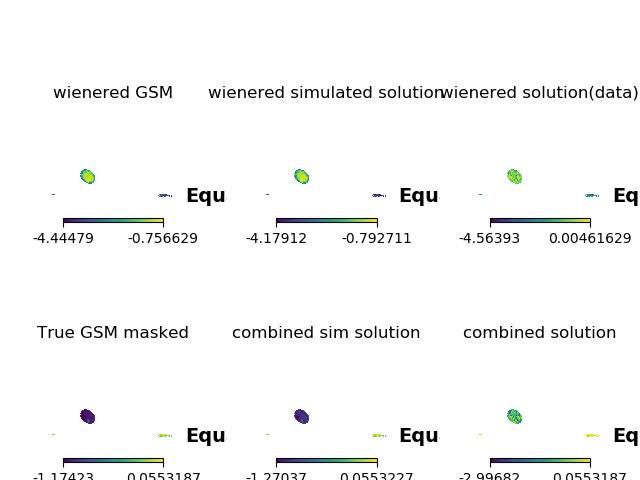 wienered GSM
wienered simulated solution
wienered solution(data)
Equ
Equ
Eq
-4.44479
-0.756629
-4.17912
-0.792711
-4.56393
0.00461629
True GSM masked
combined sim solution
combined solution
Equ
Equ
Eq
-1.17423
0.0553187
-1.27037
0.0553227
-2.99682
0.0553187